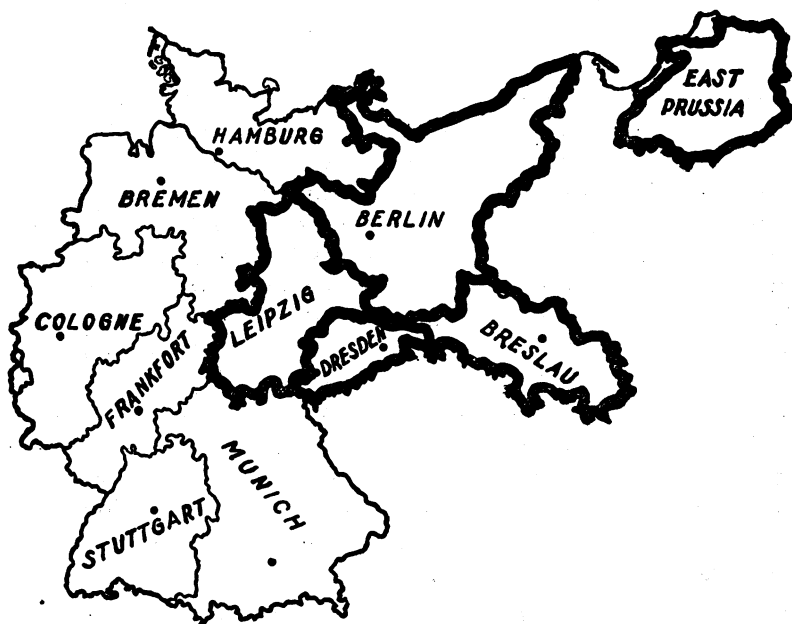 EAST
PRUSSIA
HAMBURG
BREMEN
BERLIN
COLOGNE
FRANKFORT
LEIPZIG
DRESDEN
BRESLAU
MUNICH
STUTTGART